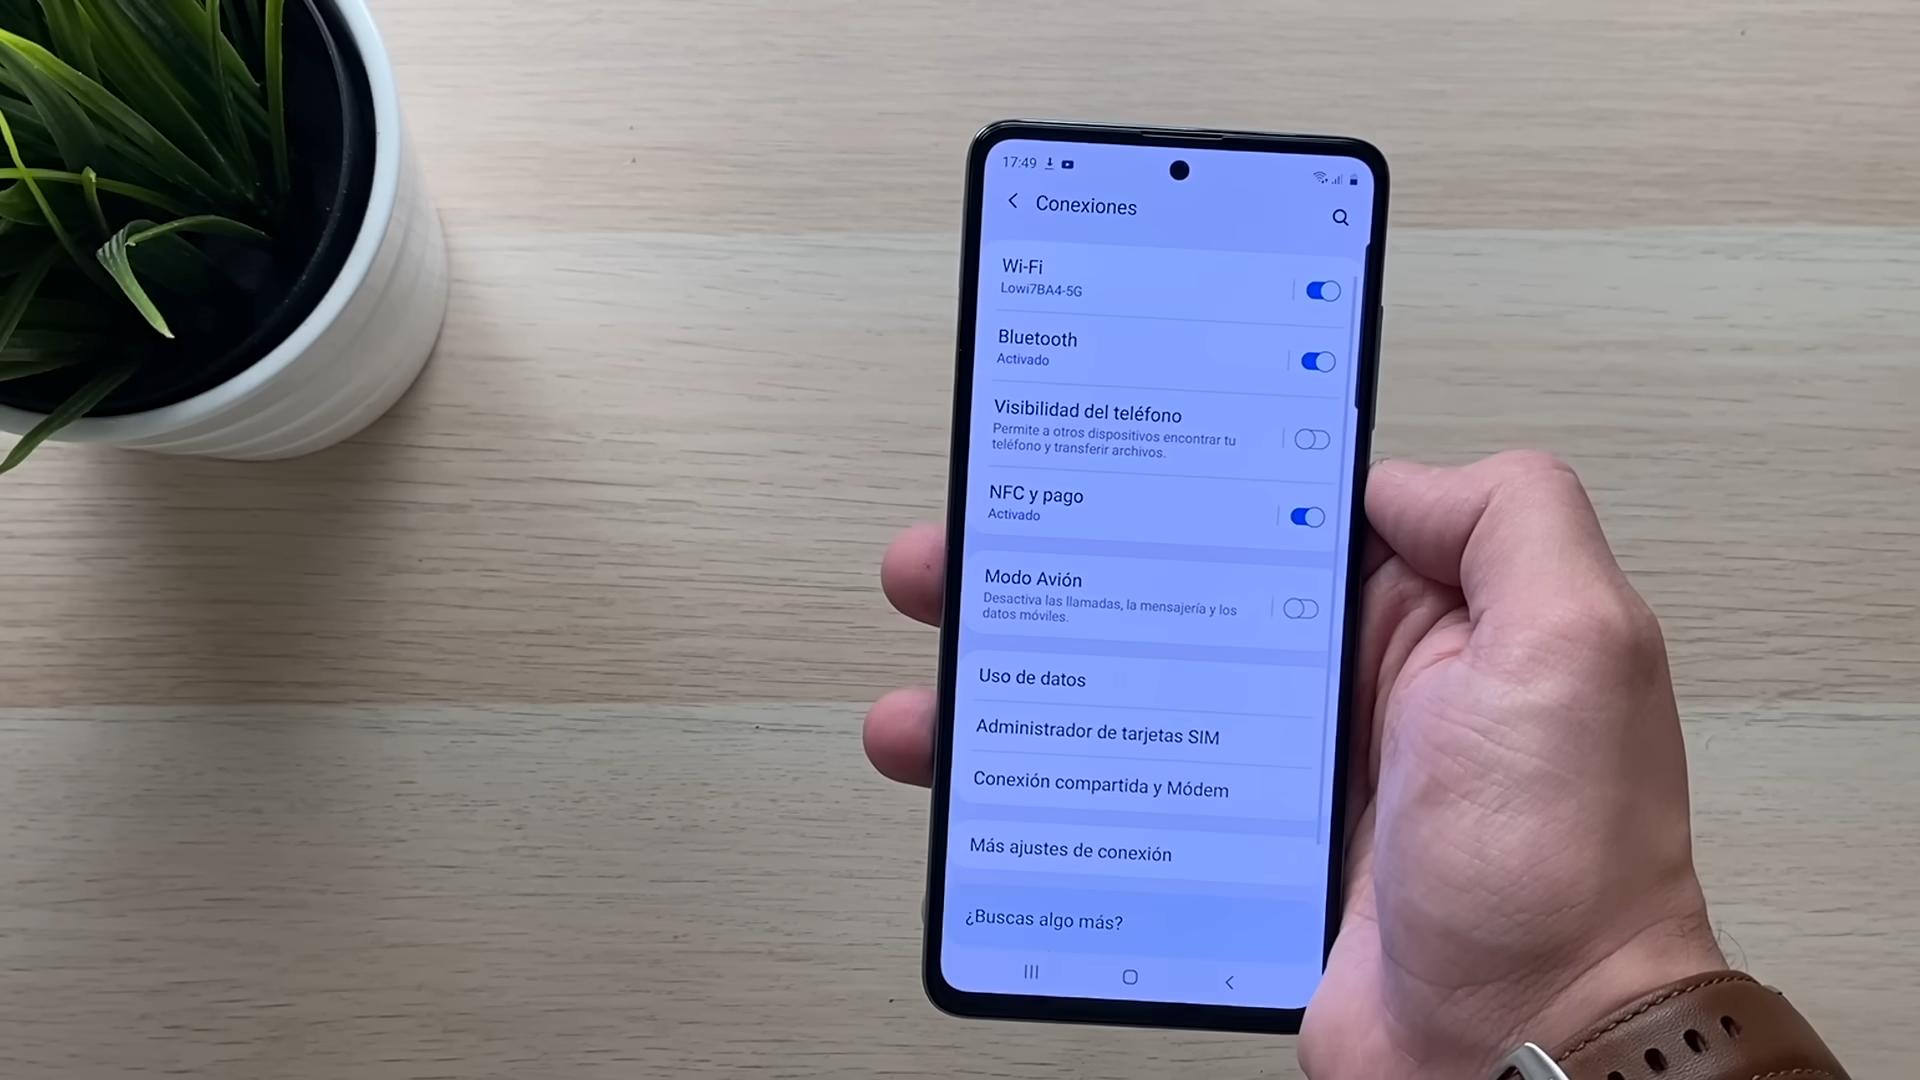 17:49
Conexiones
Wi-Fi
Lowi7BA4-5G
Bluetooth
Activado
Visibilidad del teléfono
Permite a otros dispositivos encontrar tu
teléfono y transferir archivos.
NFC y pago
Activado
Modo Avión
Desactiva las llamadas, la mensajería y los
datos móviles.
Uso de datos
Administrador de tarjetas SIM
Conexión compartida y Módem
Más ajustes de conexión
¿Buscas algo más?